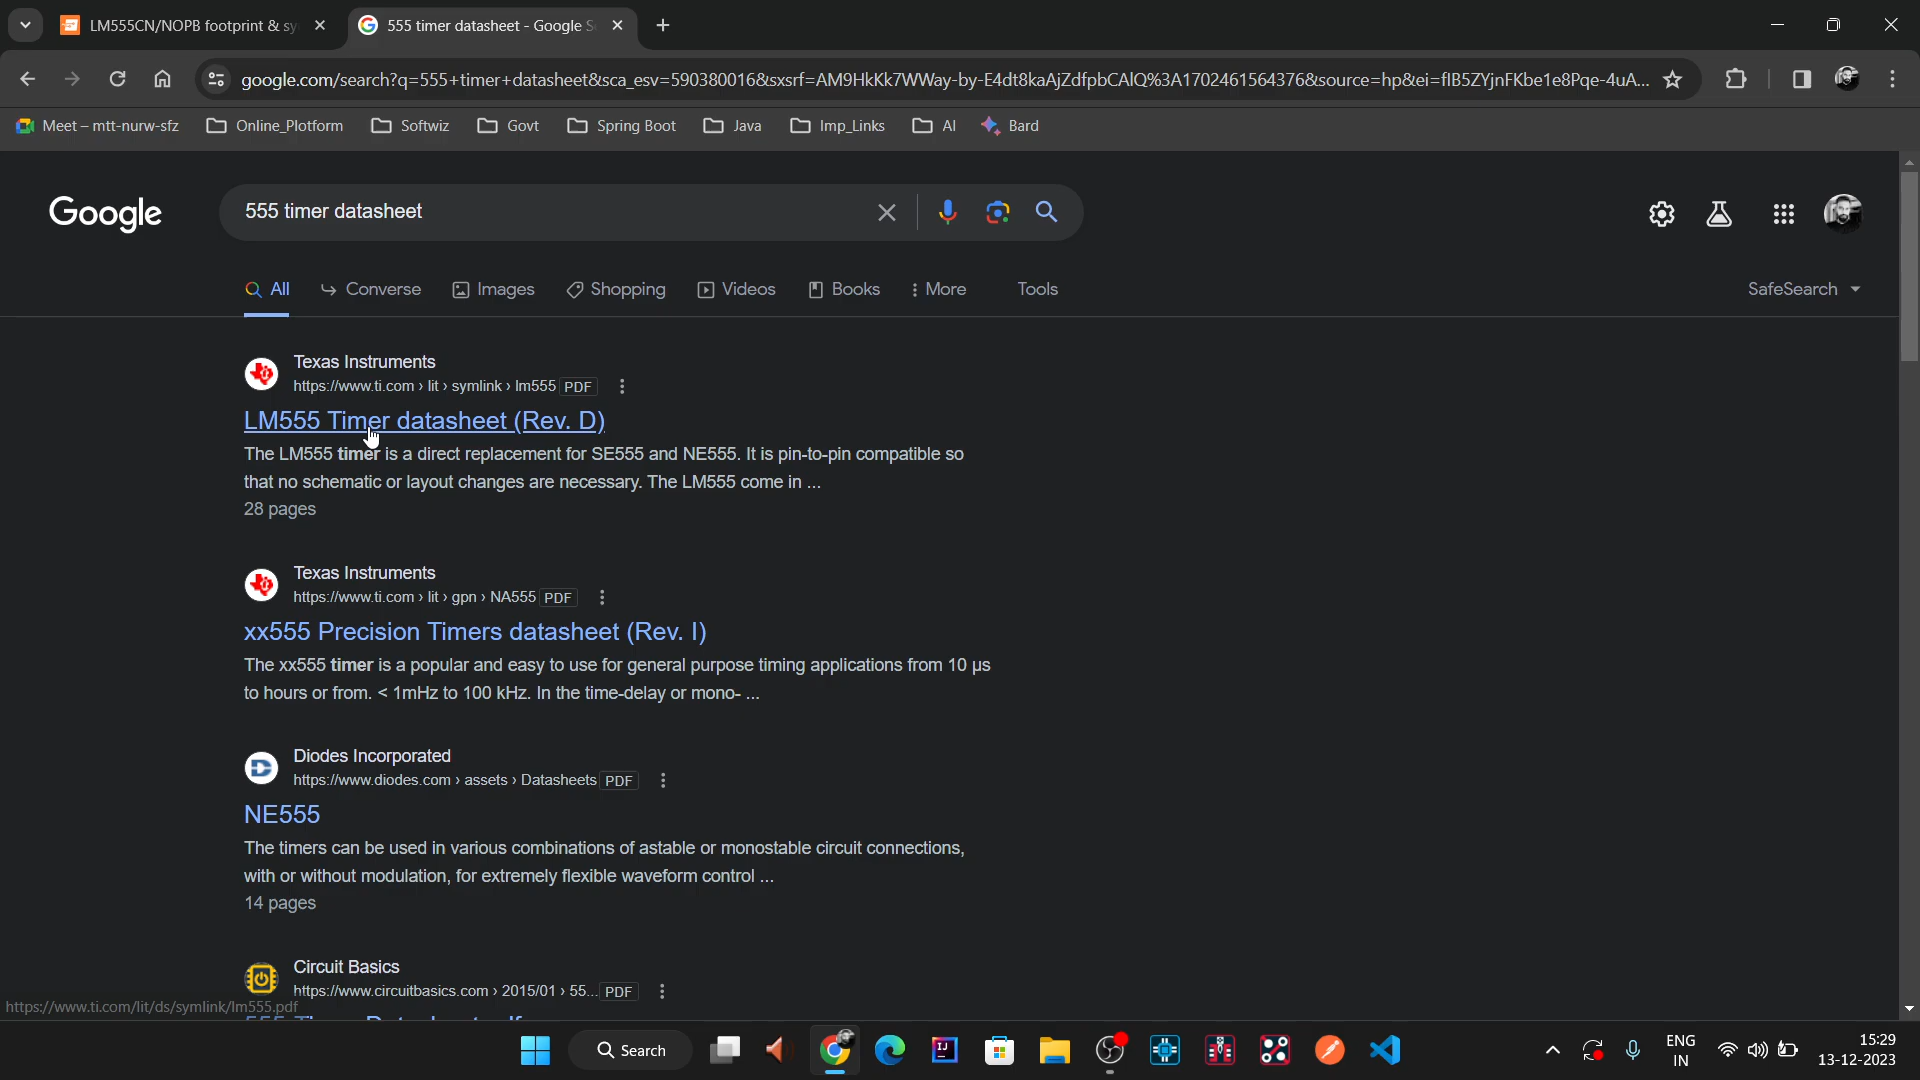 LM555CN/NOPB footprint & sy
555 timer datasheet - Google S
google.com/search?q=555+timer+datasheet&sca_esv=590380016&sxsrf=AM9HkKk7WWay-by-E4dt8kaAjZdfpbCAlQ%3A1702461564376&source=hp&ei=flB5ZYjnFKbe1e8Pqe-4uA...
Meet – mtt-nurw-sfz
Online_Plotform
Softwiz
Govt
Spring Boot
Java
Imp_Links
AI
Bard
Google
555 timer datasheet
All
Converse
Images
Shopping
Videos
Books
More
Tools
SafeSearch
Texas Instruments
https://www.ti.com › lit › symlink › lm555 PDF
LM555 Timer datasheet (Rev. D)
The LM555 timer is a direct replacement for SE555 and NE555. It is pin-to-pin compatible so
that no schematic or layout changes are necessary. The LM555 come in ...
28 pages
Texas Instruments
https://www.ti.com › lit › gpn › NA555 PDF
xx555 Precision Timers datasheet (Rev. I)
The xx555 timer is a popular and easy to use for general purpose timing applications from 10 μs
to hours or from. < 1mHz to 100 kHz. In the time-delay or mono- ...
Diodes Incorporated
https://www.diodes.com › assets › Datasheets PDF
NE555
The timers can be used in various combinations of astable or monostable circuit connections,
with or without modulation, for extremely flexible waveform control ...
14 pages
Circuit Basics
https://www.circuitbasics.com › 2015/01 › 55... PDF
https://www.ti.com/lit/ds/symlink/lm555.pdf
Search
ENG
IN
15:29
13-12-2023